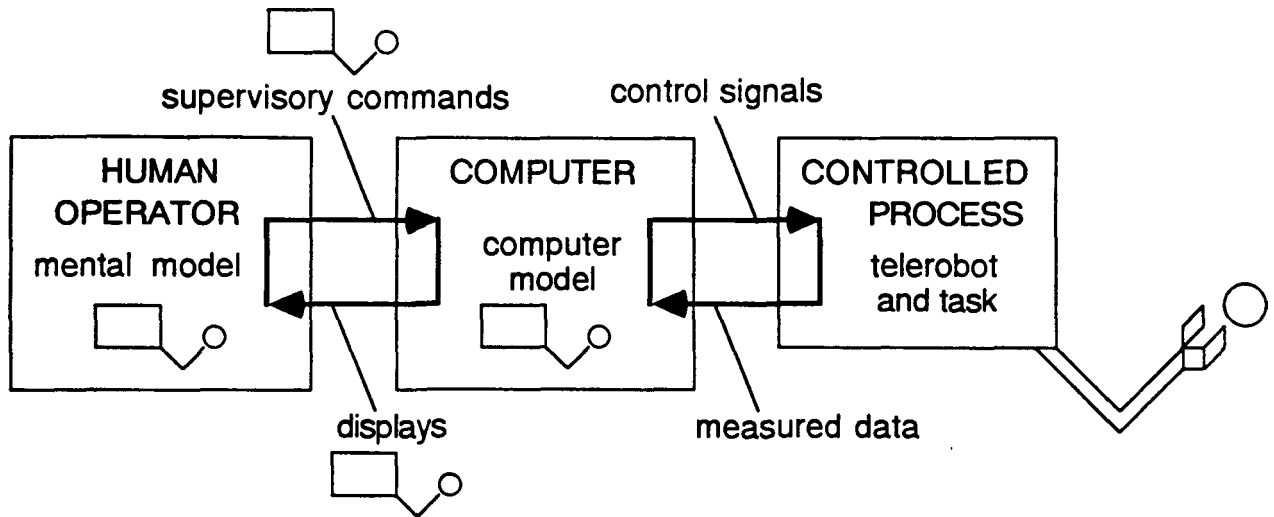 supervisory commands
control signals
HUMAN
OPERATOR
mental model
COMPUTER
computer
model
CONTROLLED
PROCESS
telerobot
and task
displays
measured data